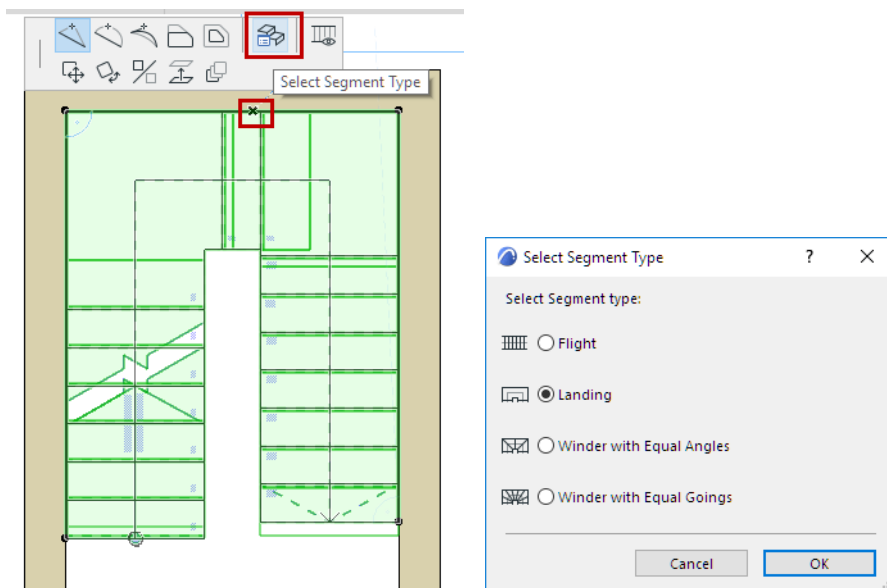 Select Segment Type
Select Segment Type
?
Select Segment type:
Flight
Landing
Winder with Equal Angles
Winder with Equal Goings
Cancel
OK